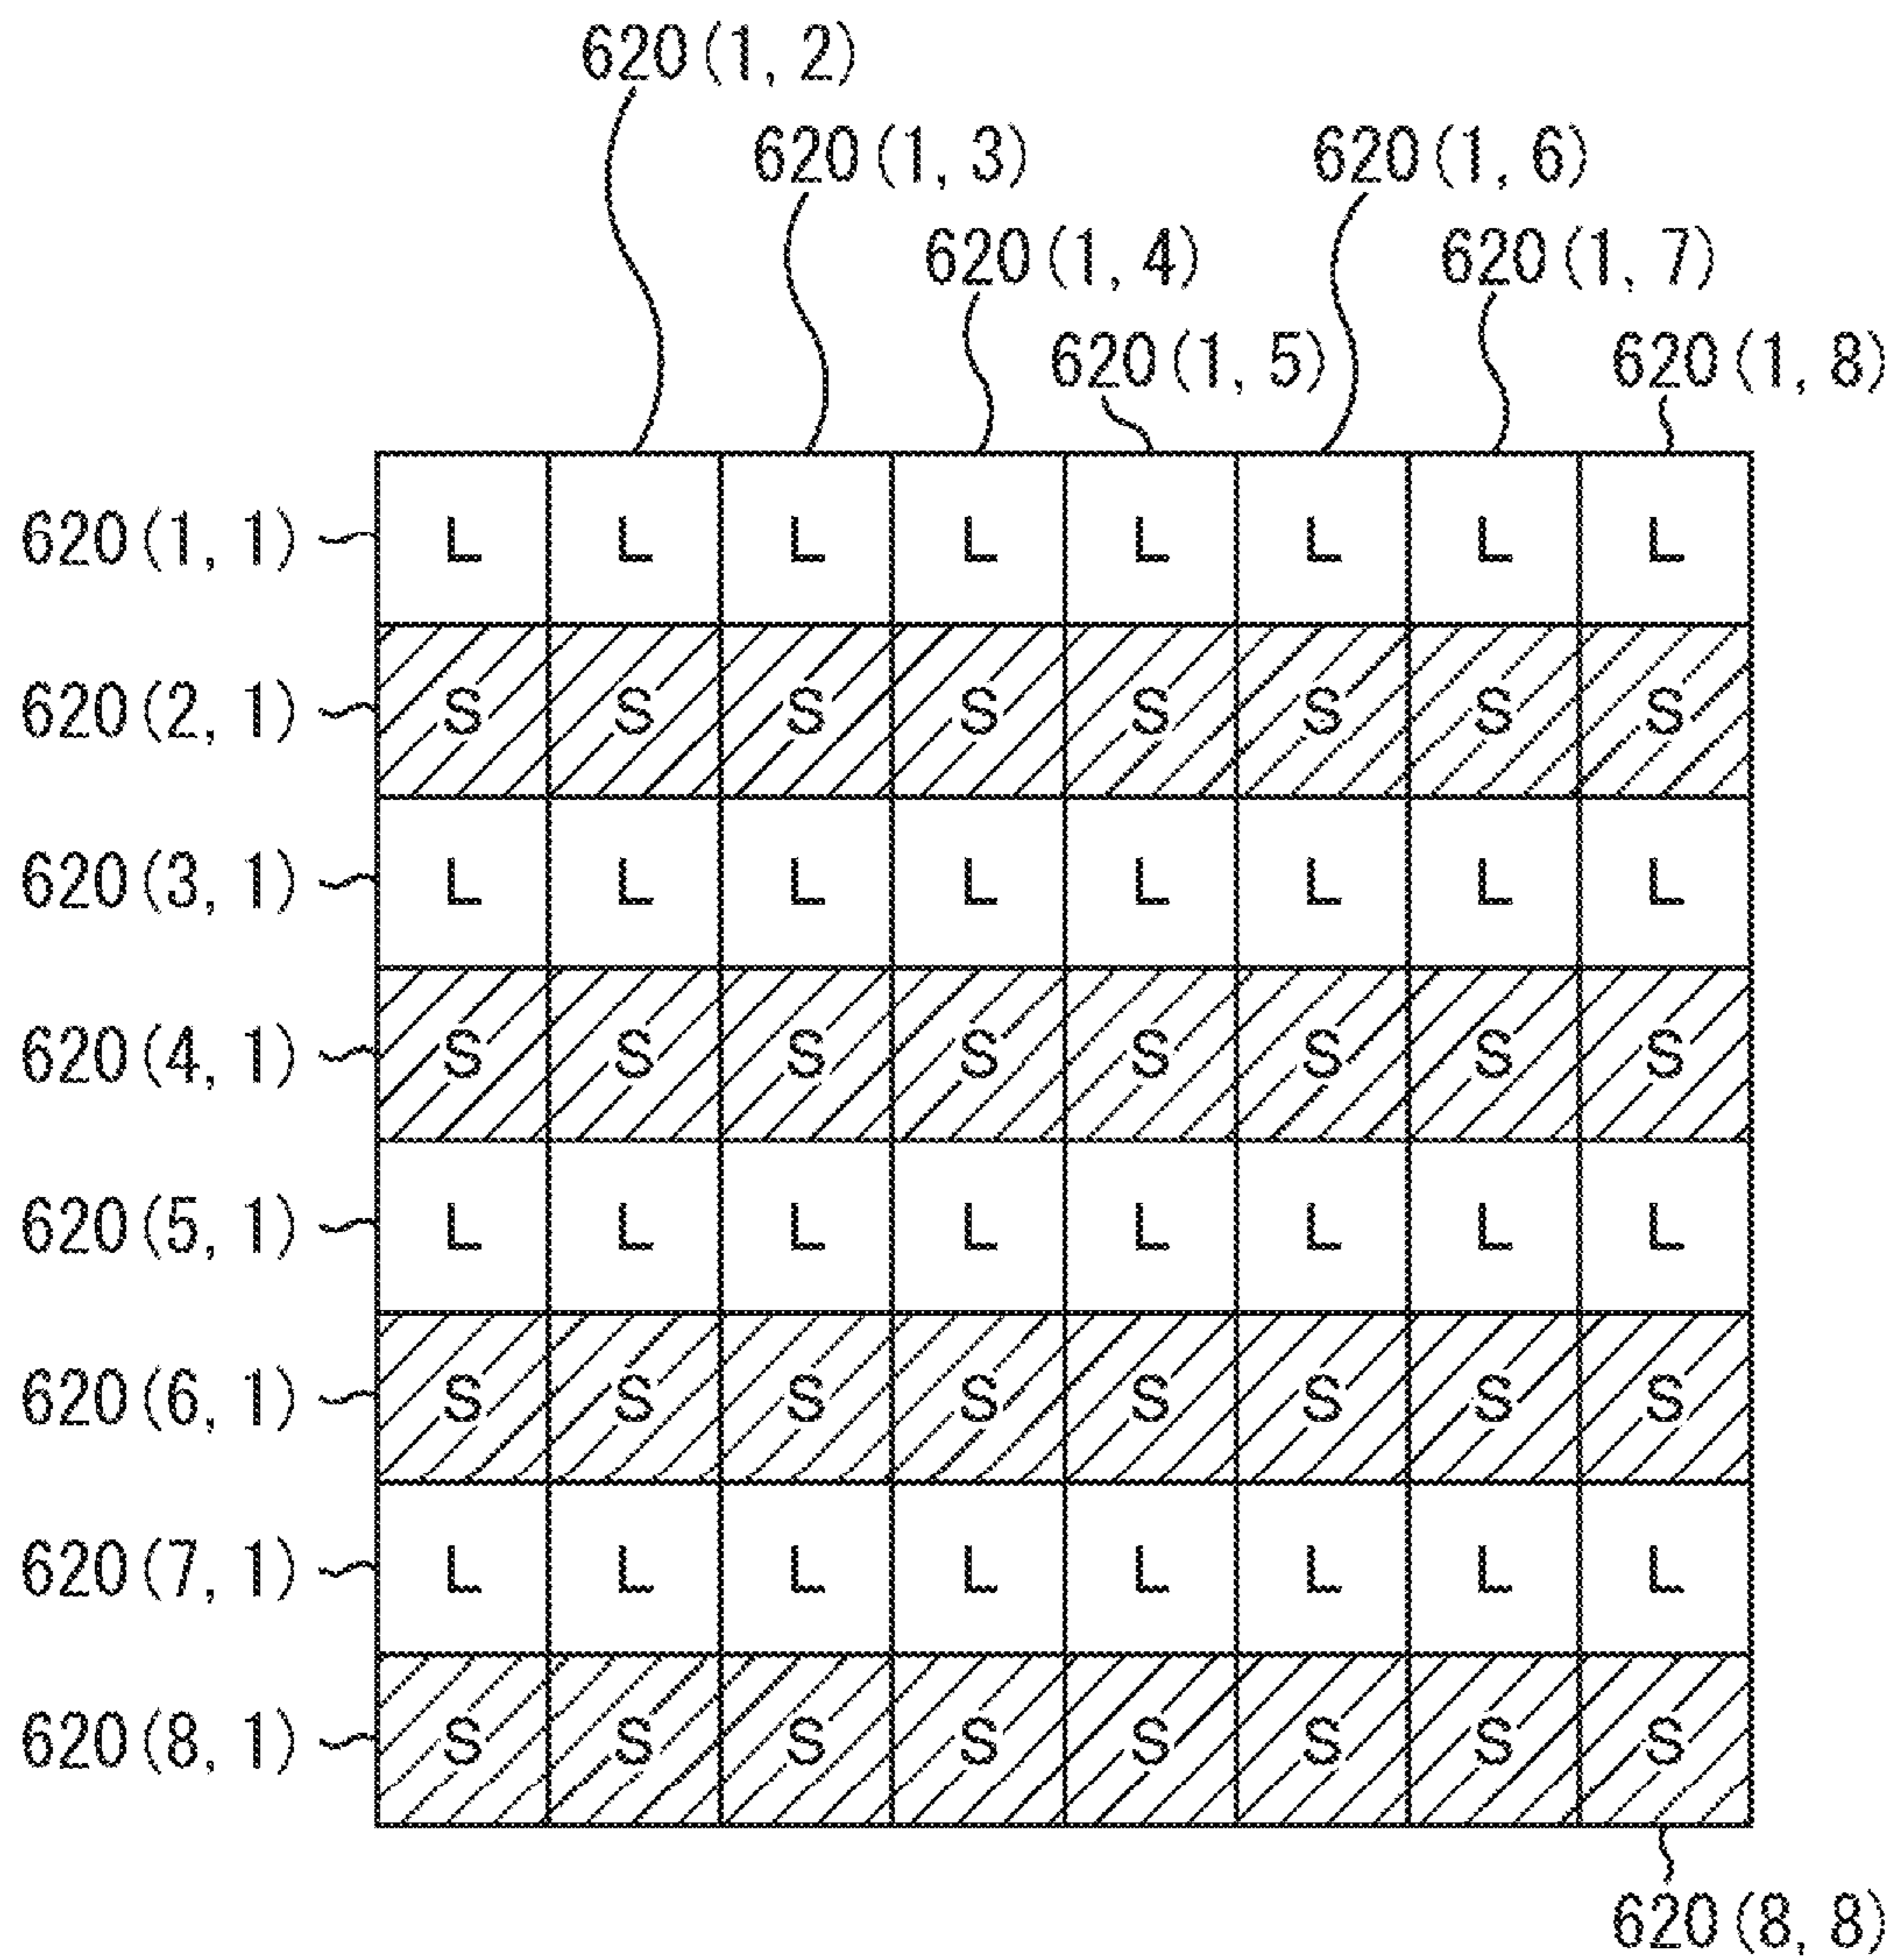 620(1, 2)
620(1, 3)
620(1, 6)
620(1, 4)
620(1, 7)
620(1, 5)
620(1, 8)
620(1, 1) L L L L L L L L
620(2, 1) S S S S S S S S
620(3, 1) L L L L L L L L
620(4, 1) S S S S S S S S
620(5, 1) L L L L L L L L
620(6, 1) S S S S S S S S
620(7, 1) L L L L L L L L
620(8, 1) S S S S S S S S
620(8, 8)